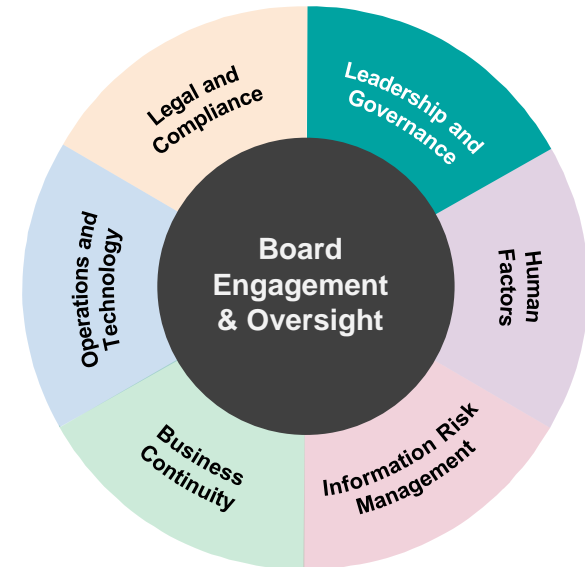 Board
Engagement
& Oversight
Leadership and
Governance
Human
Factors
Information Risk
Management
Business
Continuity
Operations and
Technology
Legal and
Compliance